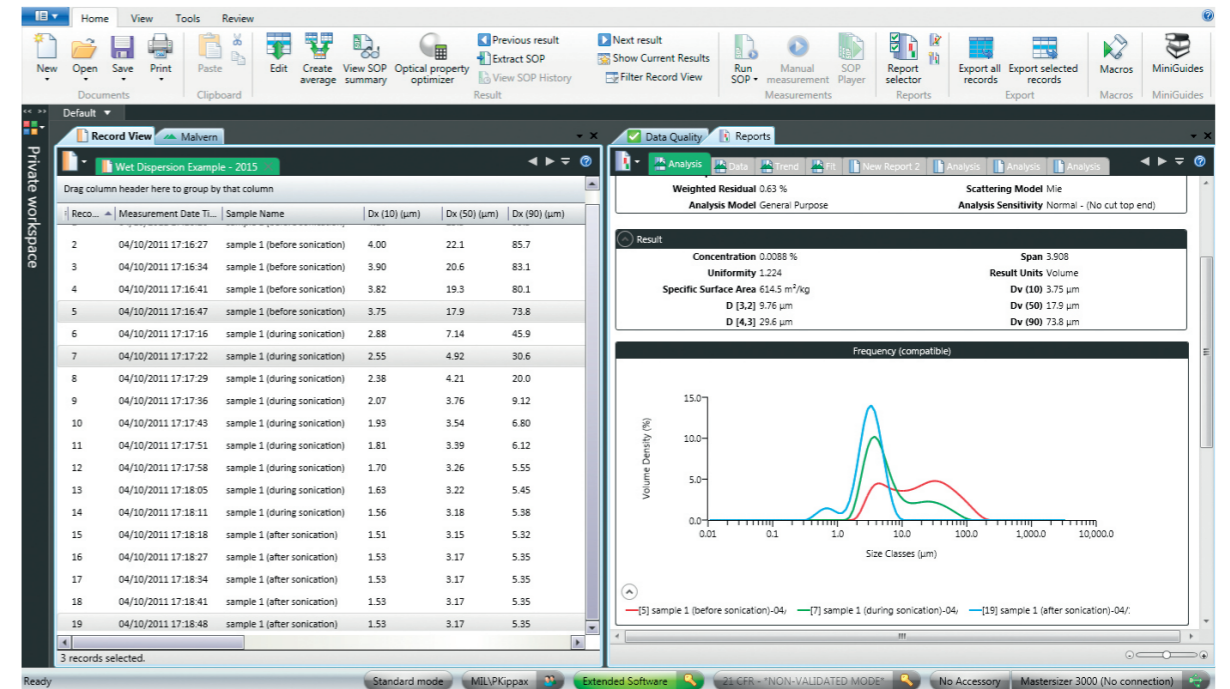 Home View Tools Review
New Open Save Print Paste Edit Create average View SOP summary Optical property optimizer
Previous result
Extract SOP
View SOP History
Next result
Show Current Results
Filter Record View
Run SOP Manual measurement SOP Player Report selector Export all records Export selected records Macros MiniGuides
Documents Clipboard Result Measurements Reports Export Macros MiniGuides
<< >> Default
Private workspace
Record View Malvern
Wet Dispersion Example - 2015
Drag column header here to group by that column
Reco... Measurement Date Ti... Sample Name Dx (10) (μm) Dx (50) (μm) Dx (90) (μm)
2 04/10/2011 17:16:27 sample 1 (before sonication) 4.00 22.1 85.7
3 04/10/2011 17:16:34 sample 1 (before sonication) 3.90 20.6 83.1
4 04/10/2011 17:16:41 sample 1 (before sonication) 3.82 19.3 80.1
5 04/10/2011 17:16:47 sample 1 (before sonication) 3.75 17.9 73.8
6 04/10/2011 17:17:16 sample 1 (during sonication) 2.88 7.14 45.9
7 04/10/2011 17:17:22 sample 1 (during sonication) 2.55 4.92 30.6
8 04/10/2011 17:17:29 sample 1 (during sonication) 2.38 4.21 20.0
9 04/10/2011 17:17:36 sample 1 (during sonication) 2.07 3.76 9.12
10 04/10/2011 17:17:43 sample 1 (during sonication) 1.93 3.54 6.80
11 04/10/2011 17:17:51 sample 1 (during sonication) 1.81 3.39 6.12
12 04/10/2011 17:17:58 sample 1 (during sonication) 1.70 3.26 5.55
13 04/10/2011 17:18:05 sample 1 (during sonication) 1.63 3.22 5.45
14 04/10/2011 17:18:11 sample 1 (during sonication) 1.56 3.18 5.38
15 04/10/2011 17:18:18 sample 1 (after sonication) 1.51 3.15 5.32
16 04/10/2011 17:18:27 sample 1 (after sonication) 1.53 3.17 5.35
17 04/10/2011 17:18:34 sample 1 (after sonication) 1.53 3.17 5.35
18 04/10/2011 17:18:41 sample 1 (after sonication) 1.53 3.17 5.35
19 04/10/2011 17:18:48 sample 1 (after sonication) 1.53 3.17 5.35
3 records selected.
Data Quality Reports
Analysis Data Trend Fit New Report 2 Analysis Analysis Analysis
Weighted Residual 0.63 % Scattering Model Mie
Analysis Model General Purpose Analysis Sensitivity Normal - (No cut top end)
Result
Concentration 0.0088 % Span 3.908
Uniformity 1.224 Result Units Volume
Specific Surface Area 614.5 m²/kg Dv (10) 3.75 μm
D [3,2] 9.76 μm Dv (50) 17.9 μm
D [4,3] 29.6 μm Dv (90) 73.8 μm
Frequency (compatible)
Volume Density (%)
15.0
10.0
5.0
0.0
0.01 0.1 1.0 10.0 100.0 1,000.0 10,000.0
Size Classes (μm)
[5] sample 1 (before sonication)-04/ [7] sample 1 (during sonication)-04/ [19] sample 1 (after sonication)-04/
Ready Standard mode MIL\PKippax Extended Software 21 CFR - *NON-VALIDATED MODE* No Accessory Mastersizer 3000 (No connection)